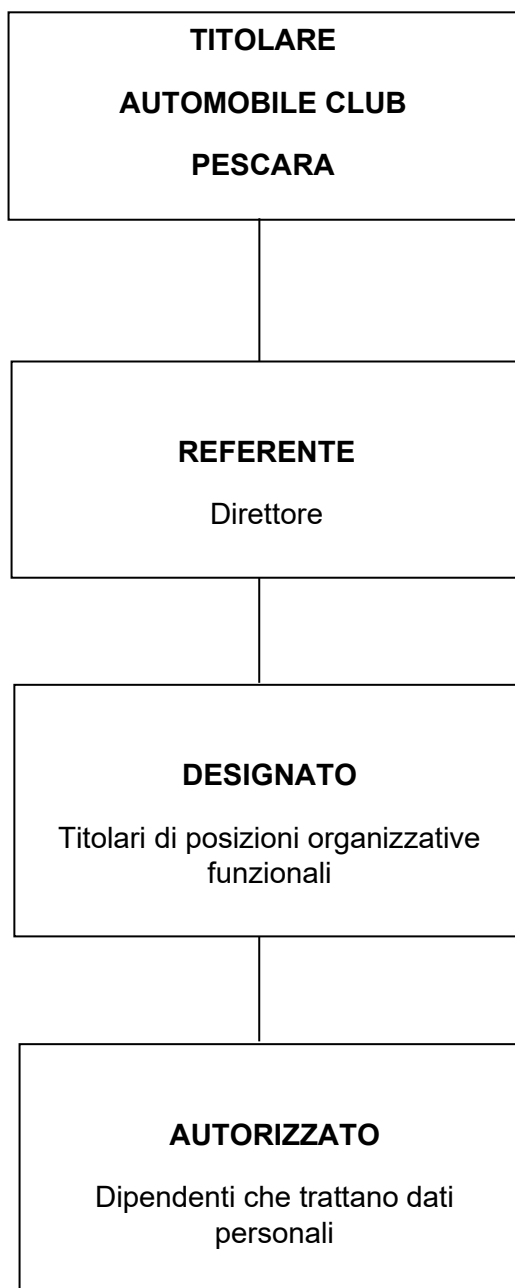 TITOLARE
AUTOMOBILE CLUB
PESCARA
REFERENTE
Direttore
DESIGNATO
Titolari di posizioni organizzative
funzionali
AUTORIZZATO
Dipendenti che trattano dati
personali